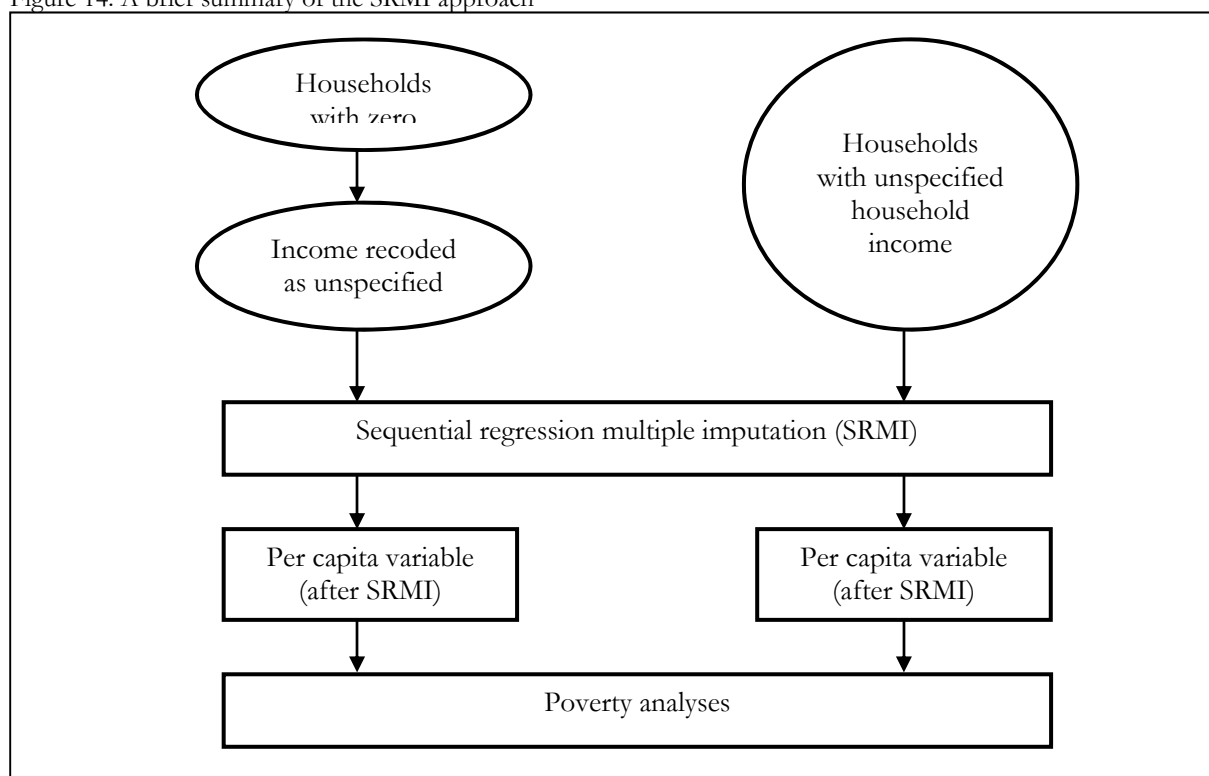 Figure 14: A brief summary of the SRMI approach
Households
with zero
Income recoded
as unspecified
Households
with unspecified
household
income
Sequential regression multiple imputation (SRMI)
Per capita variable
(after SRMI)
Per capita variable
(after SRMI)
Poverty analyses